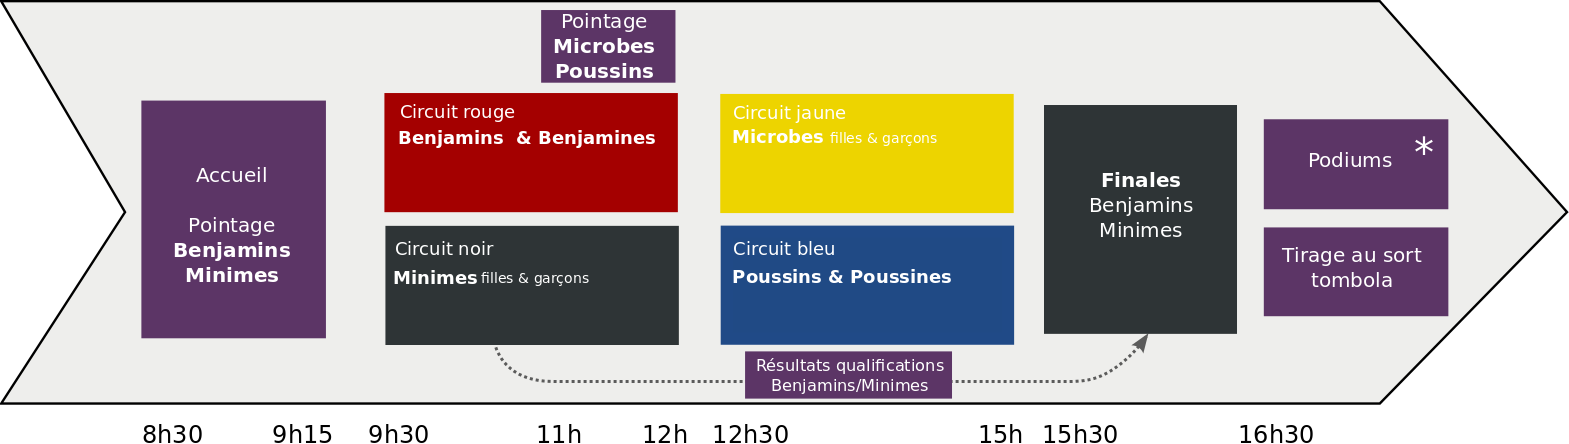 Pointage
Microbes
Poussins
Accueil
Pointage
Benjamins
Minimes
Circuit rouge
Benjamins & Benjamines
Circuit noir
Minimes filles & garçons
Circuit jaune
Microbes filles & garçons
Circuit bleu
Poussins & Poussines
Résultats qualifications
Benjamins/Minimes
Finales
Benjamins
Minimes
Podiums *
Tirage au sort
tombola
8h30 9h15 9h30 11h 12h 12h30 15h 15h30 16h30